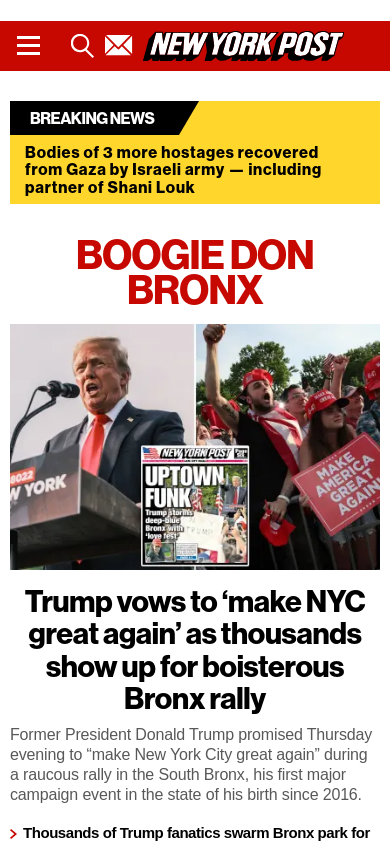 NEW YORK POST
BREAKING NEWS
Bodies of 3 more hostages recovered
from Gaza by Israeli army — including
partner of Shani Louk
BOOGIE DON
BRONX
8022
W YORK
NEW YORK POST
UPTOWN
FUNK
Trump storms
deep-blue
Bronx with
'love fest'
MAKE
AMERICA
GREAT
AGAIN
Trump vows to ‘make NYC
great again’ as thousands
show up for boisterous
Bronx rally
Former President Donald Trump promised Thursday
evening to “make New York City great again” during
a raucous rally in the South Bronx, his first major
campaign event in the state of his birth since 2016.
Thousands of Trump fanatics swarm Bronx park for